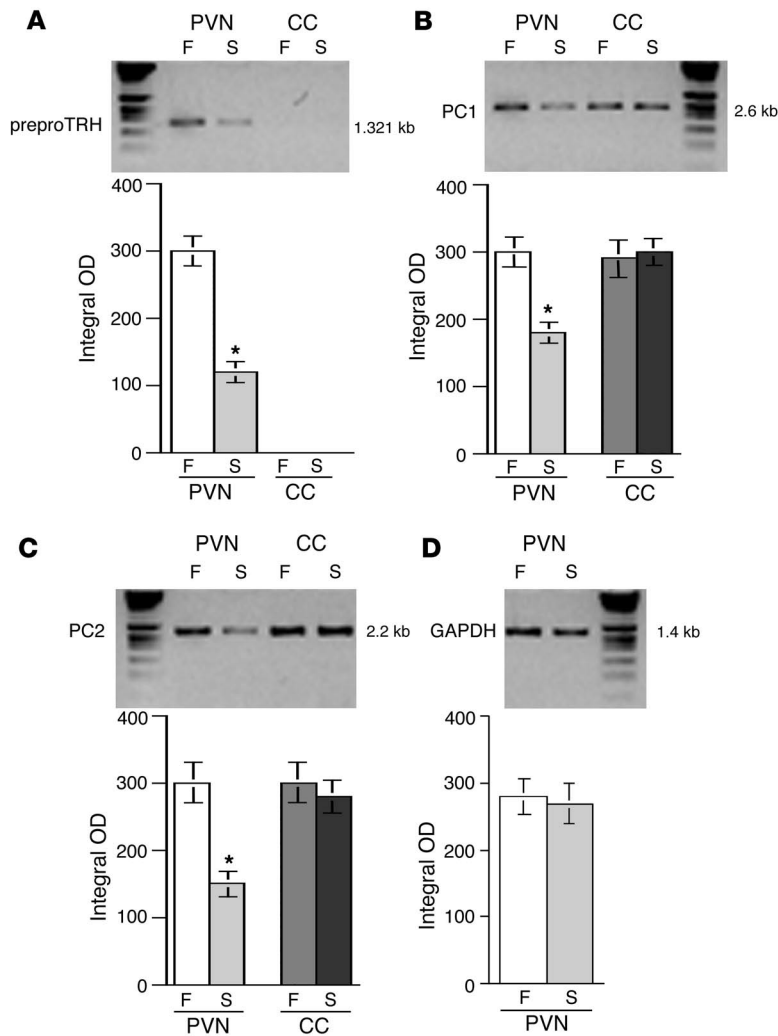 A
PVN CC
F S F S
preproTRH
1.321 kb
400
300
200
100
0
Integral OD
*
F S F S
PVN CC
B
PVN CC
F S F S
PC1
2.6 kb
400
300
200
100
0
Integral OD
*
F S F S
PVN CC
C
PVN CC
F S F S
PC2
2.2 kb
400
300
200
100
0
Integral OD
*
F S F S
PVN CC
D
PVN
F S
GAPDH
1.4 kb
400
300
200
100
0
Integral OD
F S
PVN